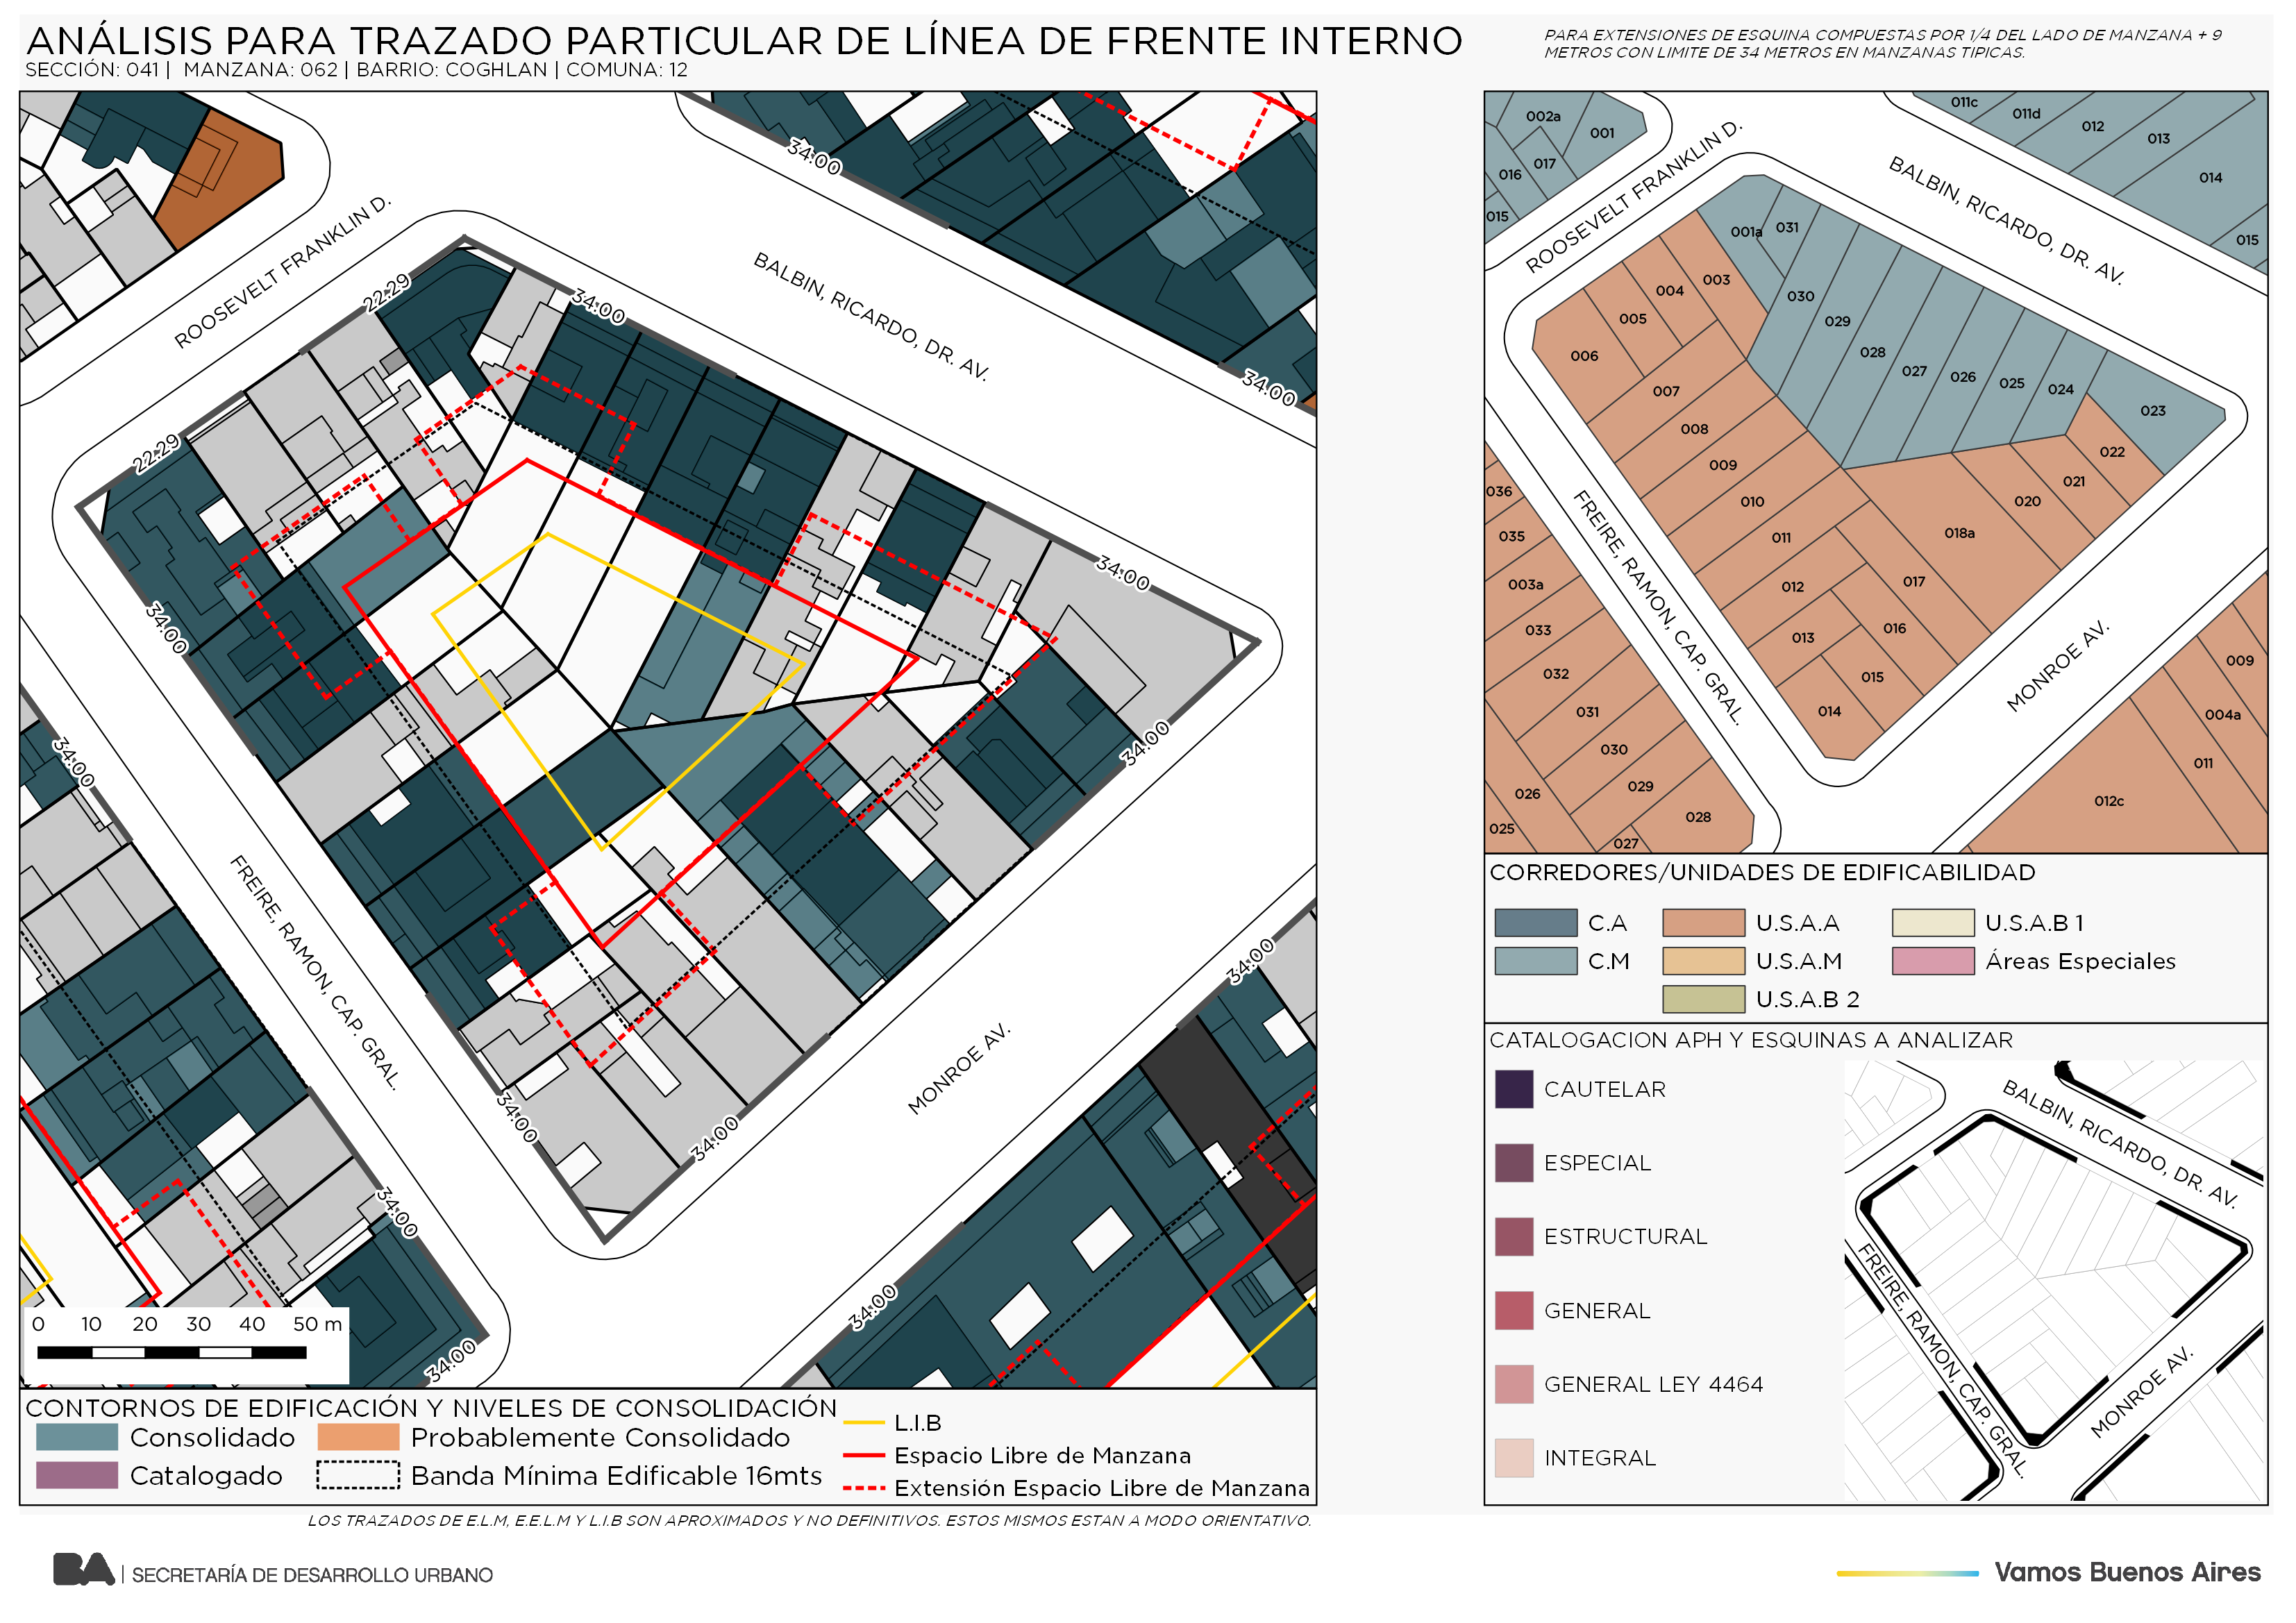 ANÁLISIS PARA TRAZADO PARTICULAR DE LÍNEA DE FRENTE INTERNO
SECCIÓN: 041 | MANZANA: 062 | BARRIO: COGHLAN | COMUNA: 12
PARA EXTENSIONES DE ESQUINA COMPUESTAS POR 1/4 DEL LADO DE MANZANA + 9
METROS CON LIMITE DE 34 METROS EN MANZANAS TIPICAS.
34:00
ROOSEVELT FRANKLIN D.
BALBIN, RICARDO, DR. AV.
22:29
34:00
34:00
22:29
34:00
34:00
34:00
34:00
FREIRE, RAMON, CAP. GRAL.
34:00
MONROE AV.
34:00
34:00
34:00
34:00
34:00
0 10 20 30 40 50 m
CONTORNOS DE EDIFICACIÓN Y NIVELES DE CONSOLIDACIÓN
Consolidado
Probablemente Consolidado
Catalogado
Banda Mínima Edificable 16mts
L.I.B
Espacio Libre de Manzana
Extensión Espacio Libre de Manzana
LOS TRAZADOS DE E.L.M, E.E.L.M Y L.I.B SON APROXIMADOS Y NO DEFINITIVOS. ESTOS MISMOS ESTAN A MODO ORIENTATIVO.
002a
001
017
016
015
011c
011d
012
013
014
015
ROOSEVELT FRANKLIN D.
BALBIN, RICARDO, DR. AV.
001a
031
003
004
005
006
030
029
028
027
026
025
024
023
007
008
009
010
011
012
013
014
015
016
017
018a
020
021
022
036
035
003a
033
032
031
030
029
028
027
026
025
FREIRE, RAMON, CAP. GRAL.
MONROE AV.
009
004a
011
012c
CORREDORES/UNIDADES DE EDIFICABILIDAD
C.A
U.S.A.A
U.S.A.B 1
C.M
U.S.A.M
Áreas Especiales
U.S.A.B 2
CATALOGACION APH Y ESQUINAS A ANALIZAR
CAUTELAR
ESPECIAL
ESTRUCTURAL
GENERAL
GENERAL LEY 4464
INTEGRAL
BALBIN, RICARDO, DR. AV.
FREIRE, RAMON, CAP. GRAL.
MONROE AV.
BA | SECRETARÍA DE DESARROLLO URBANO
Vamos Buenos Aires